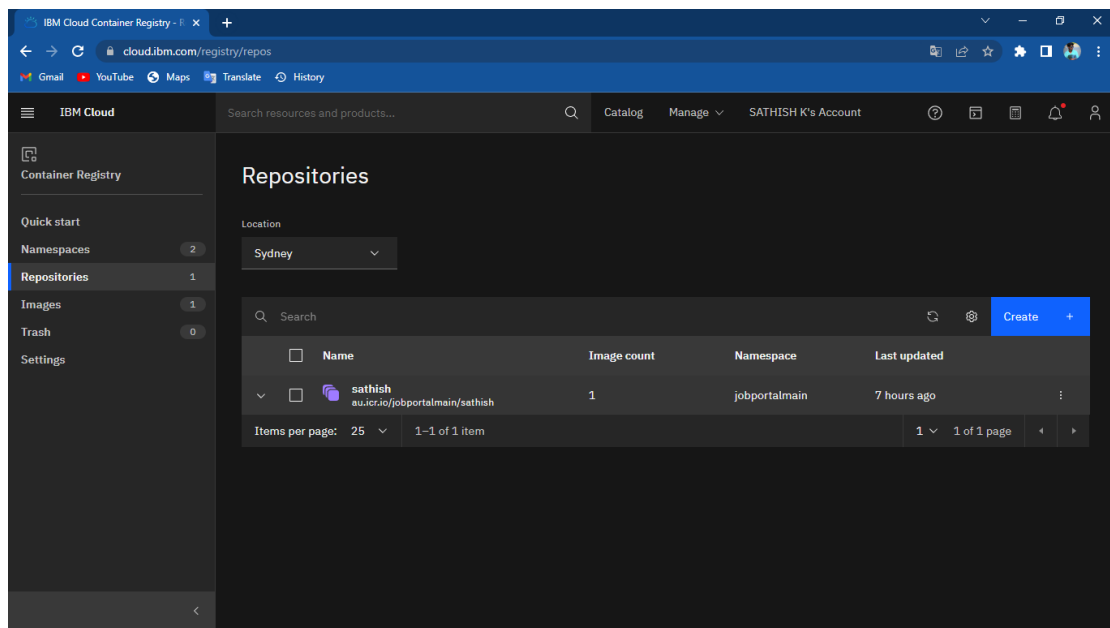 IBM Cloud Container Registry - R
cloud.ibm.com/registry/repos
Gmail YouTube Maps Translate History
IBM Cloud
Search resources and products...
Catalog Manage SATHISH K's Account
Container Registry
Quick start
Namespaces 2
Repositories 1
Images 1
Trash 0
Settings
Repositories
Location
Sydney
Search
Create +
Name Image count Namespace Last updated
sathish 1 jobportalmain 7 hours ago
au.icr.io/jobportalmain/sathish
Items per page: 25 1–1 of 1 item 1 1 of 1 page